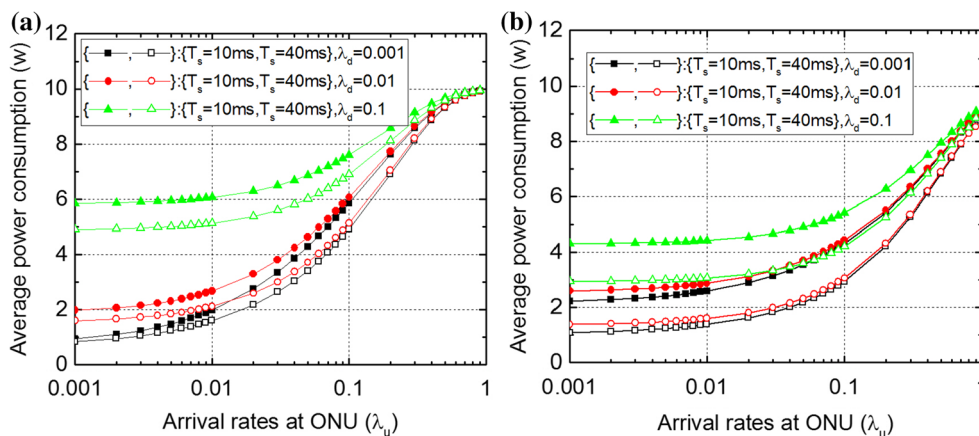 (a)
Average power consumption (w)
12
10
8
6
4
2
0
{ , }:{Tₛ=10ms,Tₛ=40ms},λd=0.001
{ , }:{Tₛ=10ms,Tₛ=40ms},λd=0.01
{ , }:{Tₛ=10ms,Tₛ=40ms},λd=0.1
0.001 0.01 0.1 1
Arrival rates at ONU (λᵤ)
(b)
Average power consumption (w)
12
10
8
6
4
2
0
{ , }:{Tₛ=10ms,Tₛ=40ms},λd=0.001
{ , }:{Tₛ=10ms,Tₛ=40ms},λd=0.01
{ , }:{Tₛ=10ms,Tₛ=40ms},λd=0.1
0.001 0.01 0.1
Arrival rates at ONU (λᵤ)